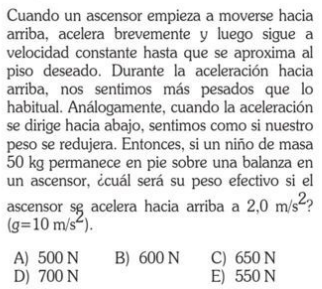 Cuando un ascensor empieza a moverse hacia
arriba, acelera brevemente y luego sigue a
velocidad constante hasta que se aproxima al
piso deseado. Durante la aceleración hacia
arriba, nos sentimos más pesados que lo
habitual. Análogamente, cuando la aceleración
se dirige hacia abajo, sentimos como si nuestro
peso se redujera. Entonces, si un niño de masa
50 kg permanece en pie sobre una balanza en
un ascensor, ¿cuál será su peso efectivo si el
ascensor se acelera hacia arriba a 2,0 m/s²?
(g=10 m/s²).
A) 500 N B) 600 N C) 650 N
D) 700 N E) 550 N